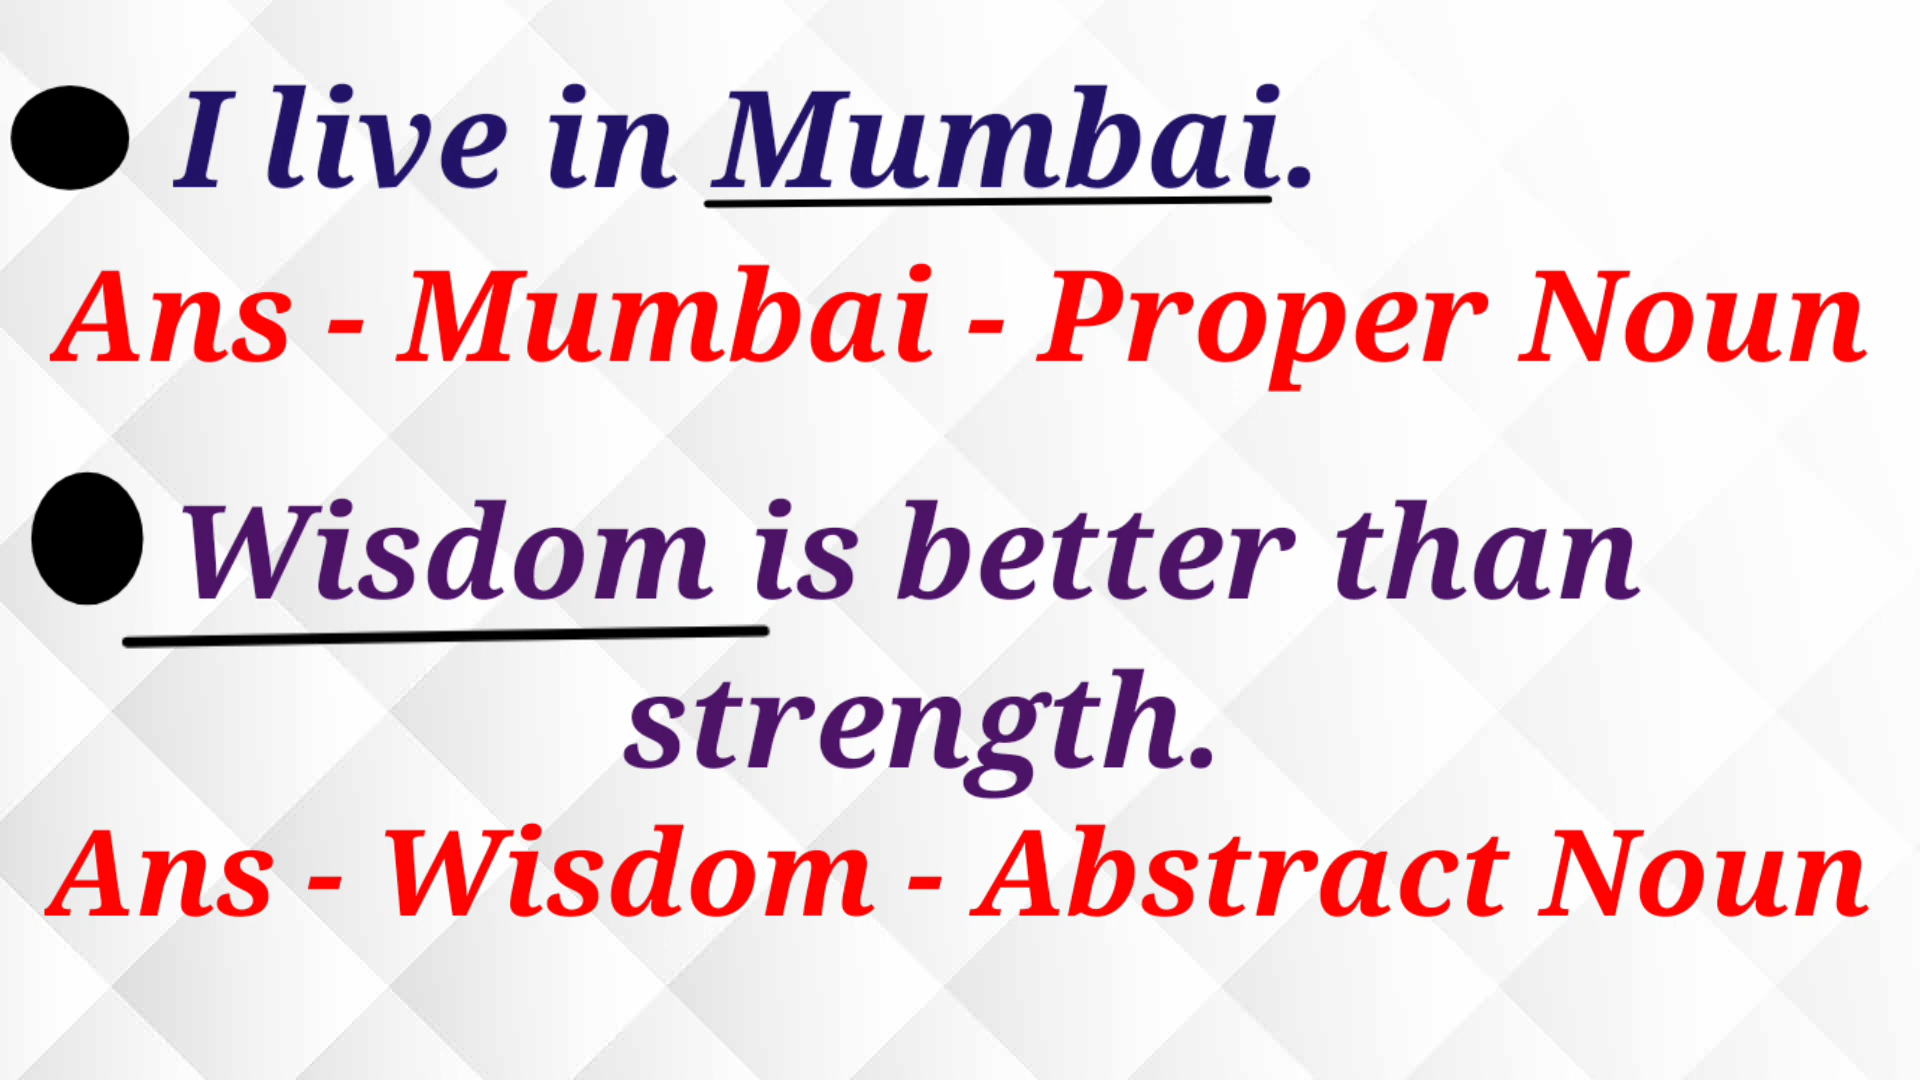 I live in Mumbai.
Ans - Mumbai - Proper Noun
Wisdom is better than
strength.
Ans - Wisdom - Abstract Noun